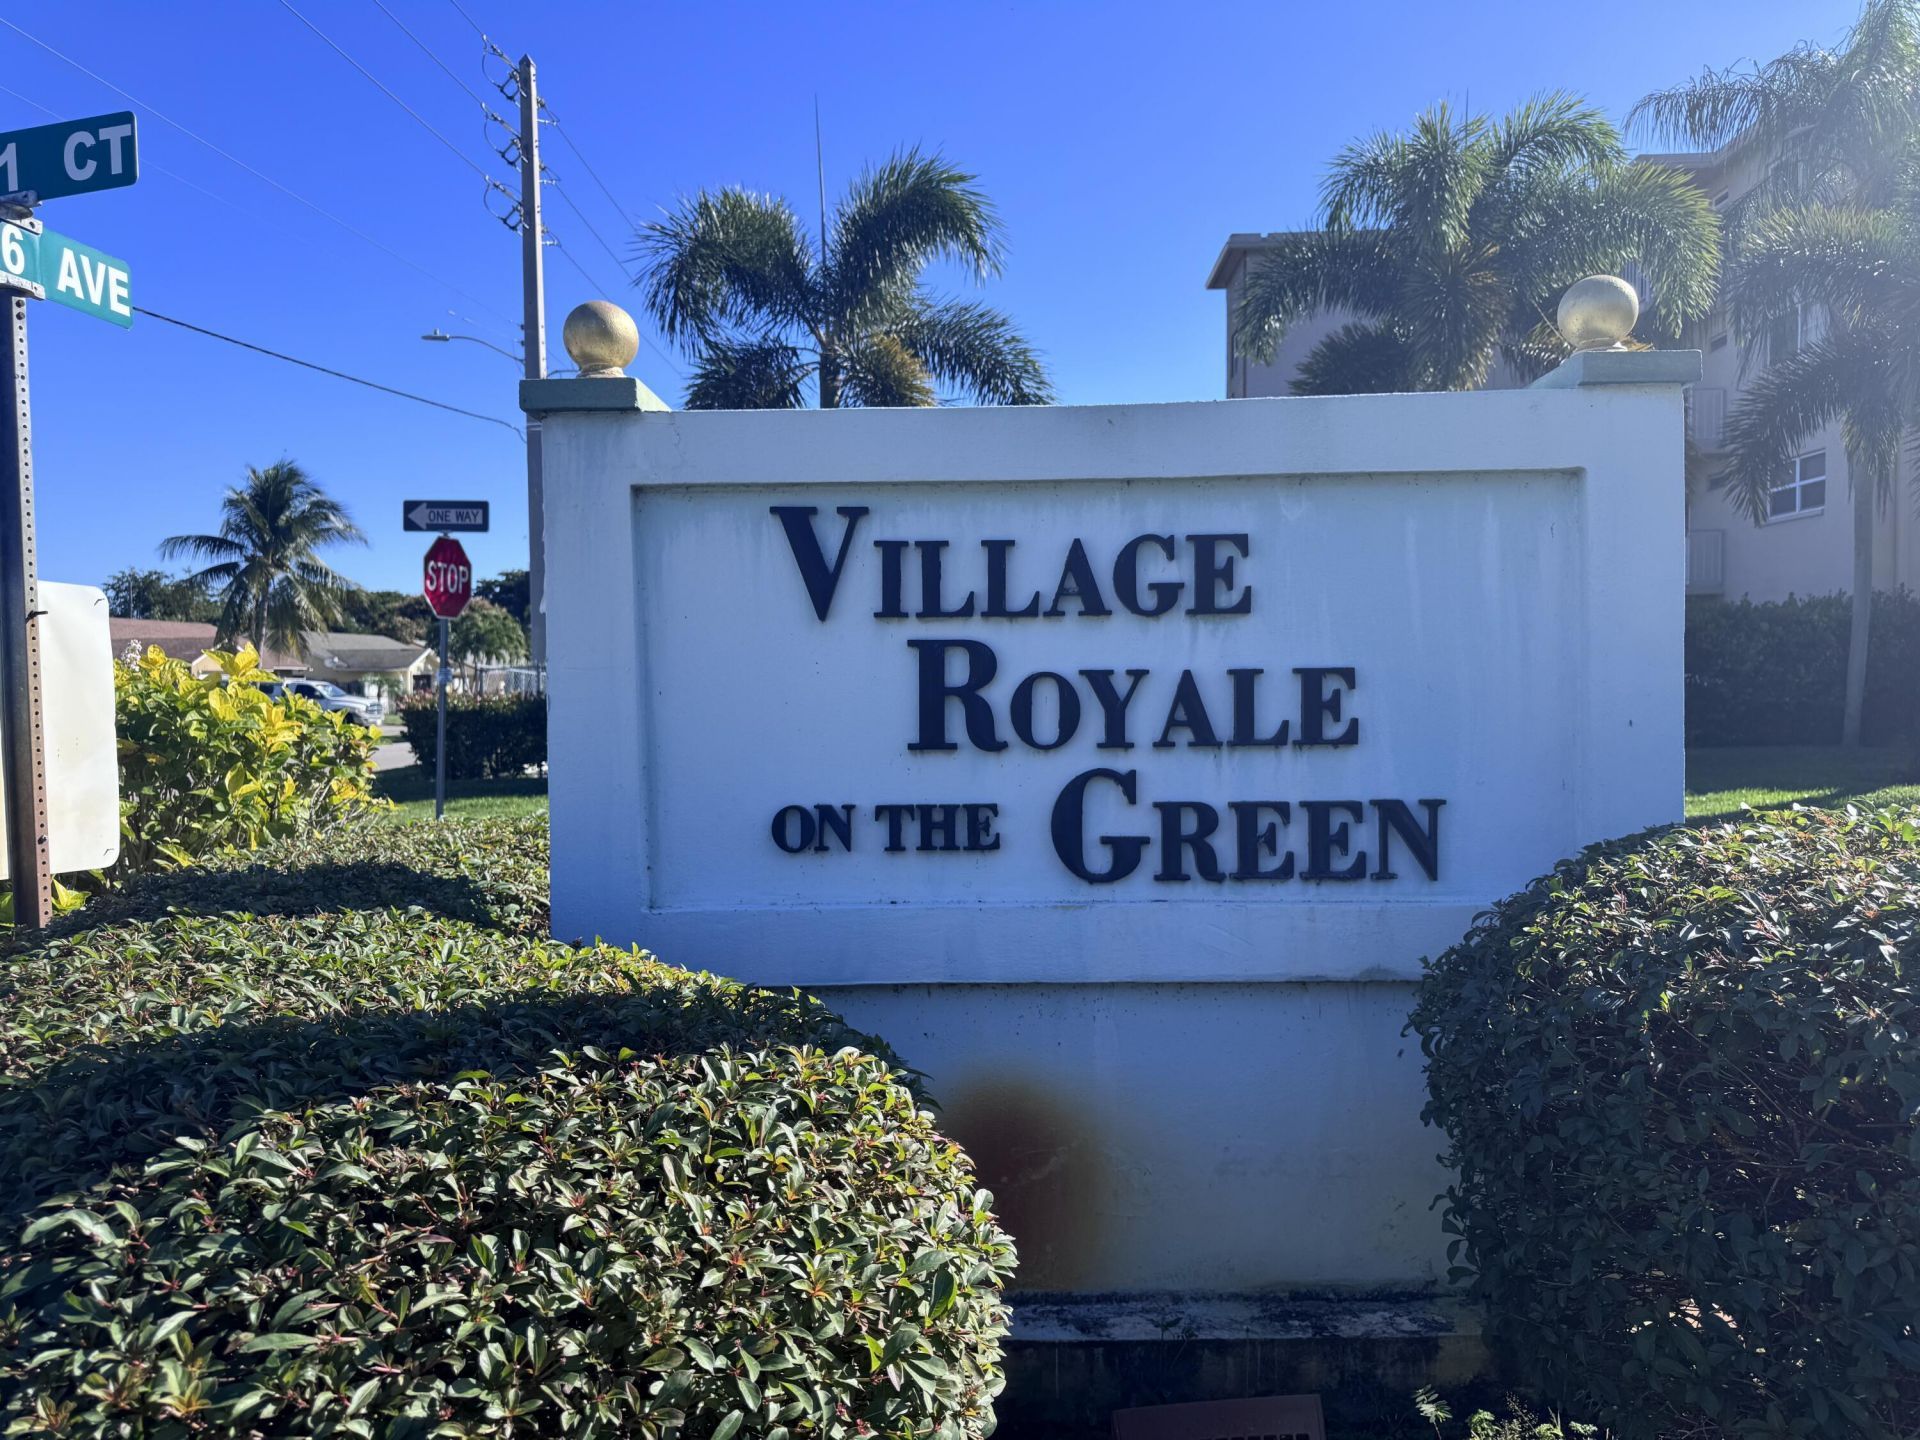 1 CT
6 AVE
ONE WAY
STOP
VILLAGE
ROYALE
ON THE GREEN